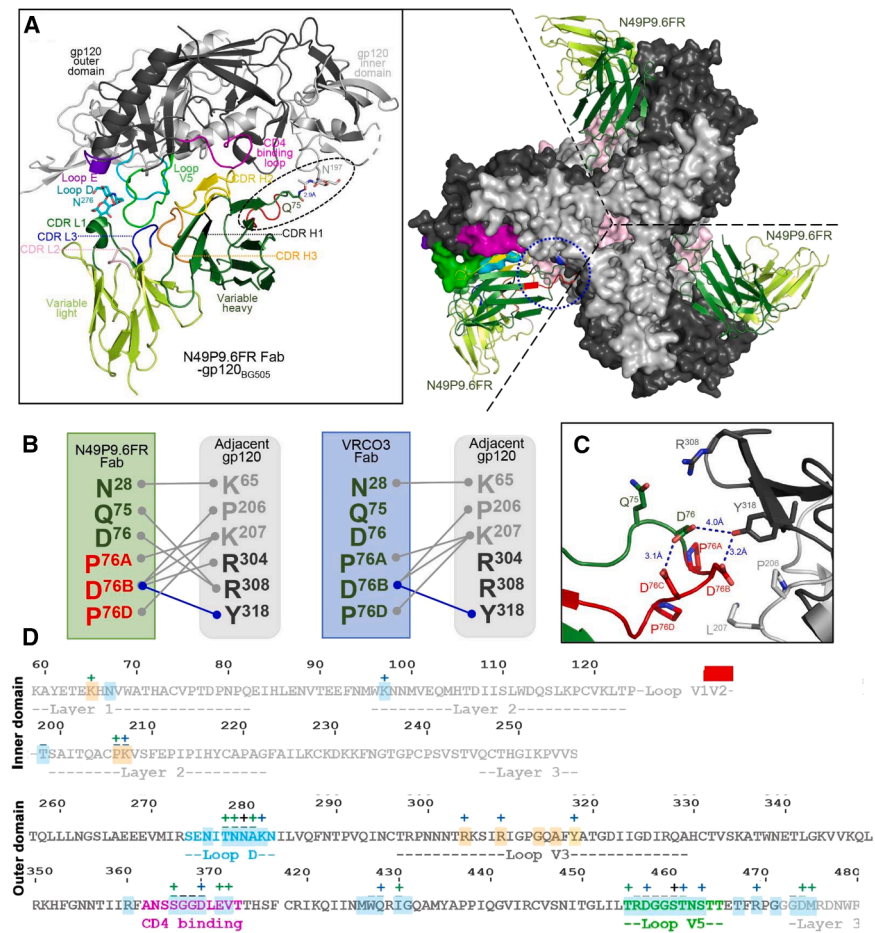 A
gp120
outer
domain
gp120
inner
domain
CD4
binding
loop
Loop E
Loop D
N276
Loop
V5
CDR H2
N197
2.9Å
Q75
CDR L1
CDR L3
CDR L2
CDR H1
CDR H3
Variable
light
Variable
heavy
N49P9.6FR Fab
-gp120BG505
N49P9.6FR
N49P9.6FR
N49P9.6FR
B
N49P9.6FR
Fab
Adjacent
gp120
N28 K65
Q75 P206
D76 K207
P76A R304
D76B R308
P76D Y318
VRCO3
Fab
Adjacent
gp120
N28 K65
Q75 P206
D76 K207
P76A R304
D76B R308
P76D Y318
C
R308
Q75
D76
4.0Å
Y318
P76A
3.1Å
3.2Å
D76C
D76B
P206
P76D
L207
D
Inner domain
60 70 80 90 100 110 120
+ +
KAYETEKHNVWATHACVPTDPNPQEIHLENVTEEFNMWKNNMVEQMHTDIISLWDQSLKPCVKLTP-Loop V1V2-
--- Layer 1 --------------- ---------Layer 2---------------
200 210 220 230 240 250
++
TSAITQACPKVSFEPIPIHYCAPAGFAILKCKDKKFNGTGPCPSVSTVQCTHGIKPVVS
--------Layer 2 ------------ ---Layer 3----
Outer domain
260 270 280 290 300 310 320
+++++ + + +
TQLLLNGSLAEEEVMIRSENITNNAKNILVQFNTPVQINCTRPNNNTRKSIRIGPGQAFYATGDIIGDIRQAHCTVSKATWNETLGKVVKQL
--Loop D--- ------------Loop V3-------------
350 360 370 420 430 440 450 460 470 480
+ + ++ + + + + + + + + ++
RKHFGNNTIIRFANSSGGDLEVTTHSF CRIKQIINMWQRIGQAMYAPPIQGVIRCVSNITGLILTRDGGSTNSTTETFRPGGGDMRDNWF
CD4 binding --Loop V5-- --Layer 3